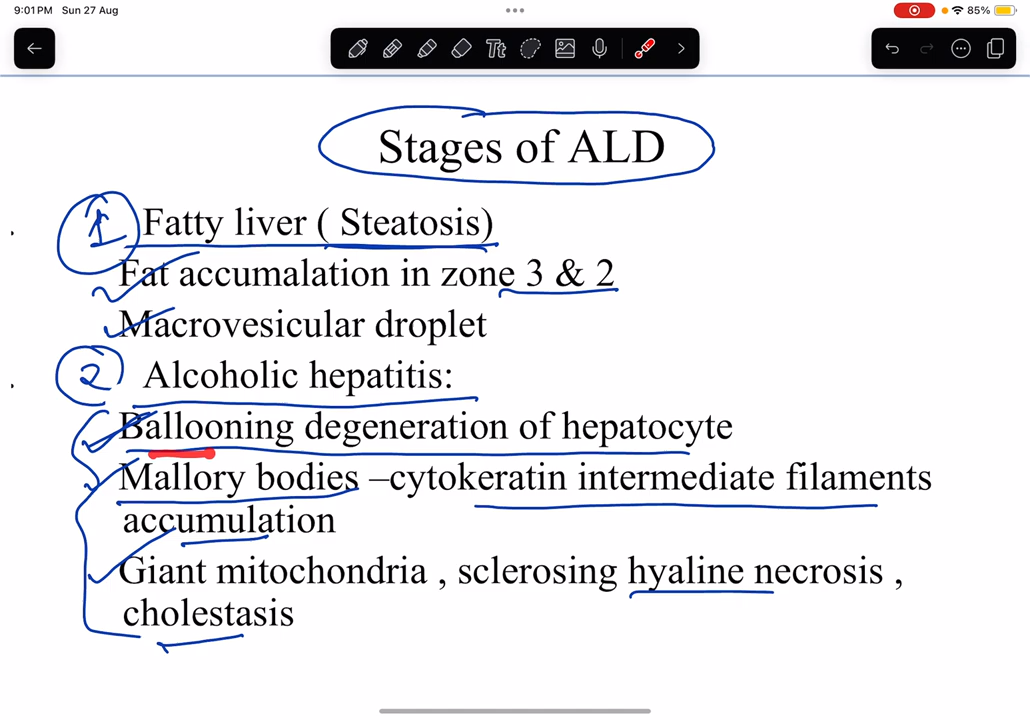 9:01 PM Sun 27 Aug
85%
Tt
Stages of ALD
1 Fatty liver ( Steatosis)
Fat accumalation in zone 3 & 2
Macrovesicular droplet
2 Alcoholic hepatitis:
Ballooning degeneration of hepatocyte
Mallory bodies –cytokeratin intermediate filaments
accumulation
Giant mitochondria , sclerosing hyaline necrosis ,
cholestasis